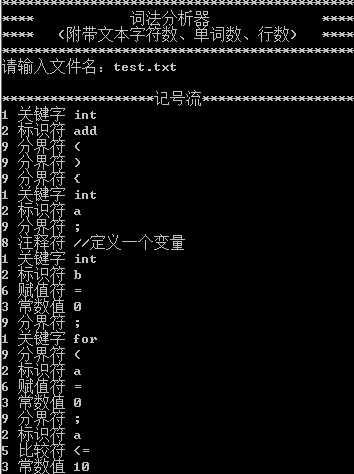 ****************************************
**** 词法分析器 ****
**** (附带文本字符数、单词数、行数) ****
****************************************
请输入文件名：test.txt
******************记号流******************
1 关键字 int
2 标识符 add
9 分界符 (
9 分界符 )
9 分界符 {
1 关键字 int
2 标识符 a
9 分界符 ;
8 注释符 //定义一个变量
1 关键字 int
2 标识符 b
6 赋值符 =
3 常数值 0
9 分界符 ;
1 关键字 for
9 分界符 (
2 标识符 a
6 赋值符 =
3 常数值 0
9 分界符 ;
2 标识符 a
5 比较符 <=
3 常数值 10